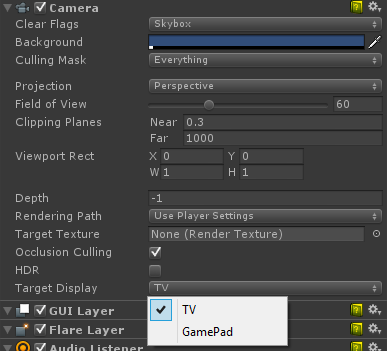 Camera
Clear Flags Skybox
Background
Culling Mask Everything
Projection Perspective
Field of View 60
Clipping Planes Near 0.3
Far 1000
Viewport Rect X 0 Y 0
W 1 H 1
Depth -1
Rendering Path Use Player Settings
Target Texture None (Render Texture)
Occlusion Culling
HDR
Target Display TV
TV
GUI Layer
GamePad
Flare Layer
Audio Listener